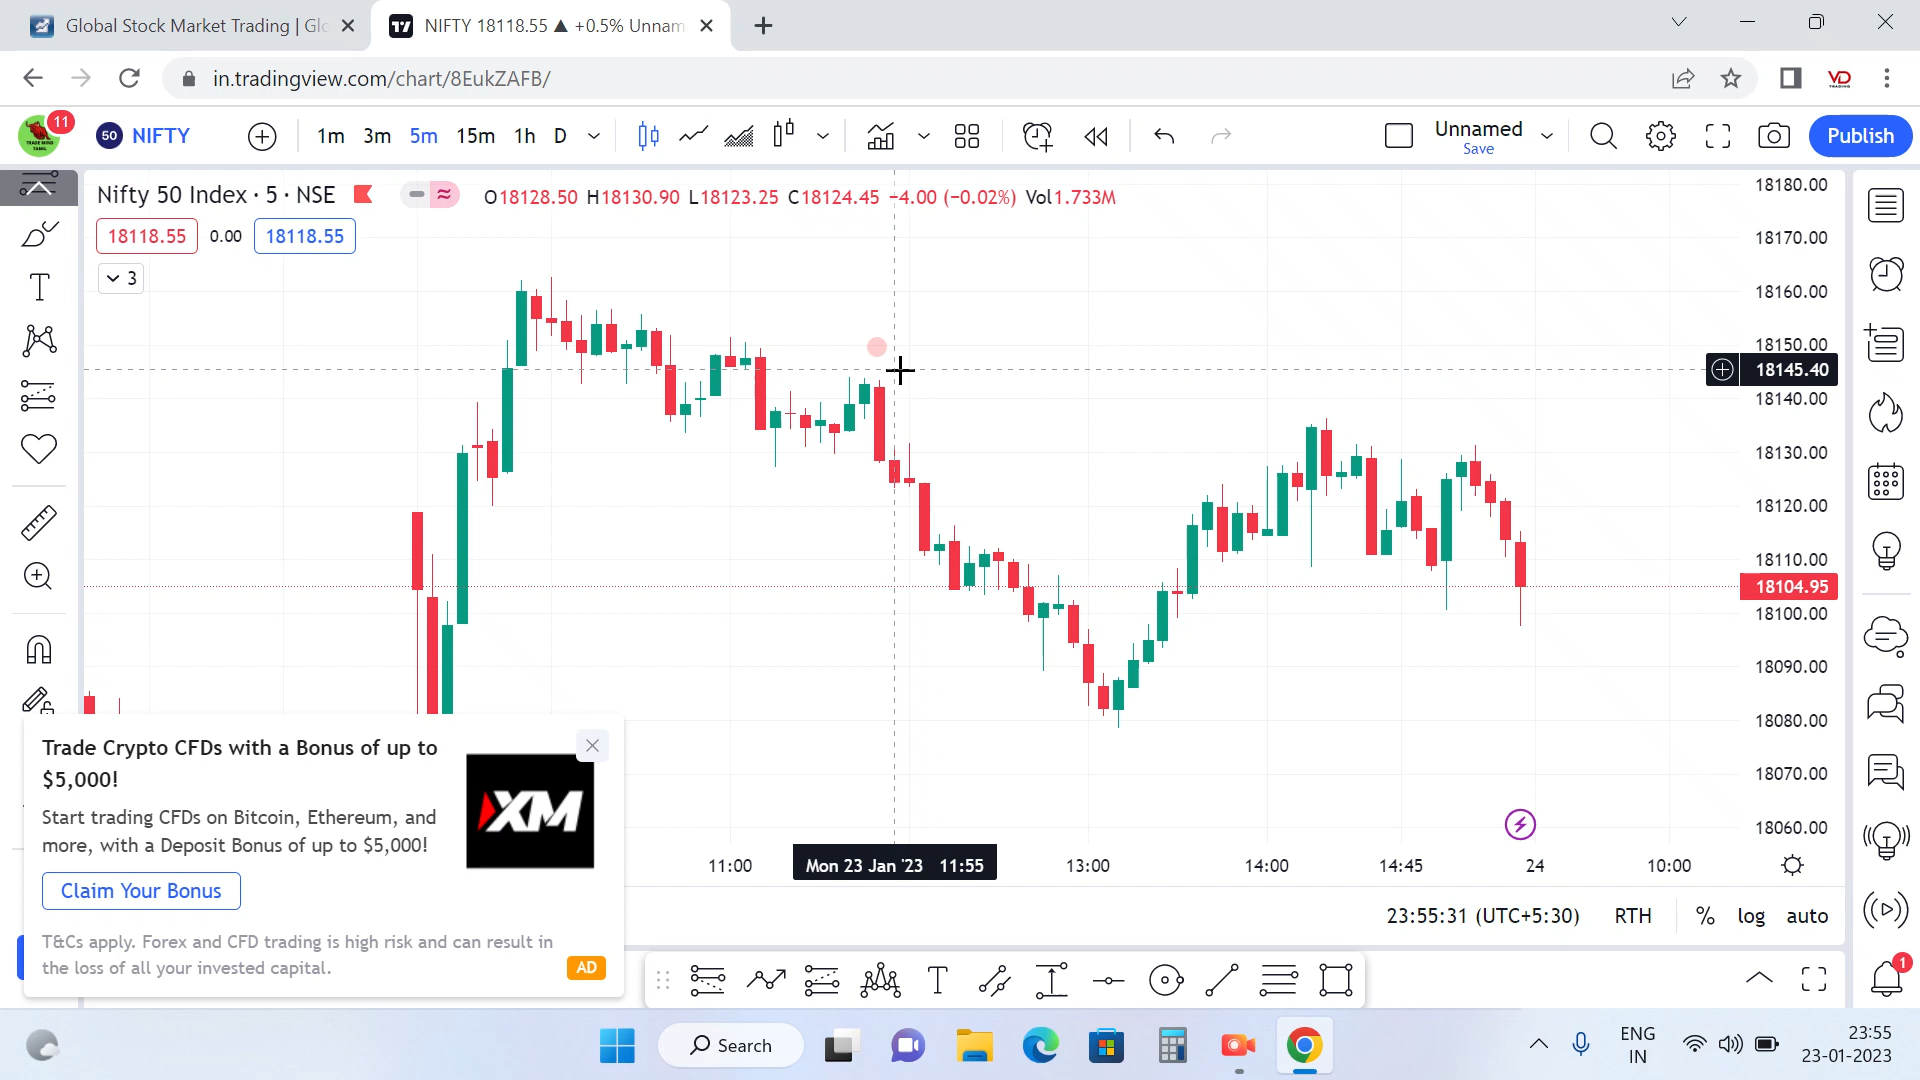 Global Stock Market Trading | Glo
NIFTY 18118.55 ▲ +0.5% Unnam
in.tradingview.com/chart/8EukZAFB/
VD
TRADING
11
TRADE MIND
TAMIL
50 NIFTY
1m 3m 5m 15m 1h D
Unnamed
Save
Publish
Nifty 50 Index · 5 · NSE
O18128.50 H18130.90 L18123.25 C18124.45 −4.00 (−0.02%) Vol1.733M
18118.55 0.00 18118.55
3
18180.00
18170.00
18160.00
18150.00
18145.40
18140.00
18130.00
18120.00
18110.00
18104.95
18100.00
18090.00
18080.00
18070.00
18060.00
11:00 Mon 23 Jan '23 11:55 13:00 14:00 14:45 24 10:00
23:55:31 (UTC+5:30) RTH % log auto
Trade Crypto CFDs with a Bonus of up to
$5,000!
Start trading CFDs on Bitcoin, Ethereum, and
more, with a Deposit Bonus of up to $5,000!
Claim Your Bonus
T&Cs apply. Forex and CFD trading is high risk and can result in
the loss of all your invested capital.
AD
XM
1
Search
ENG
IN
23:55
23-01-2023